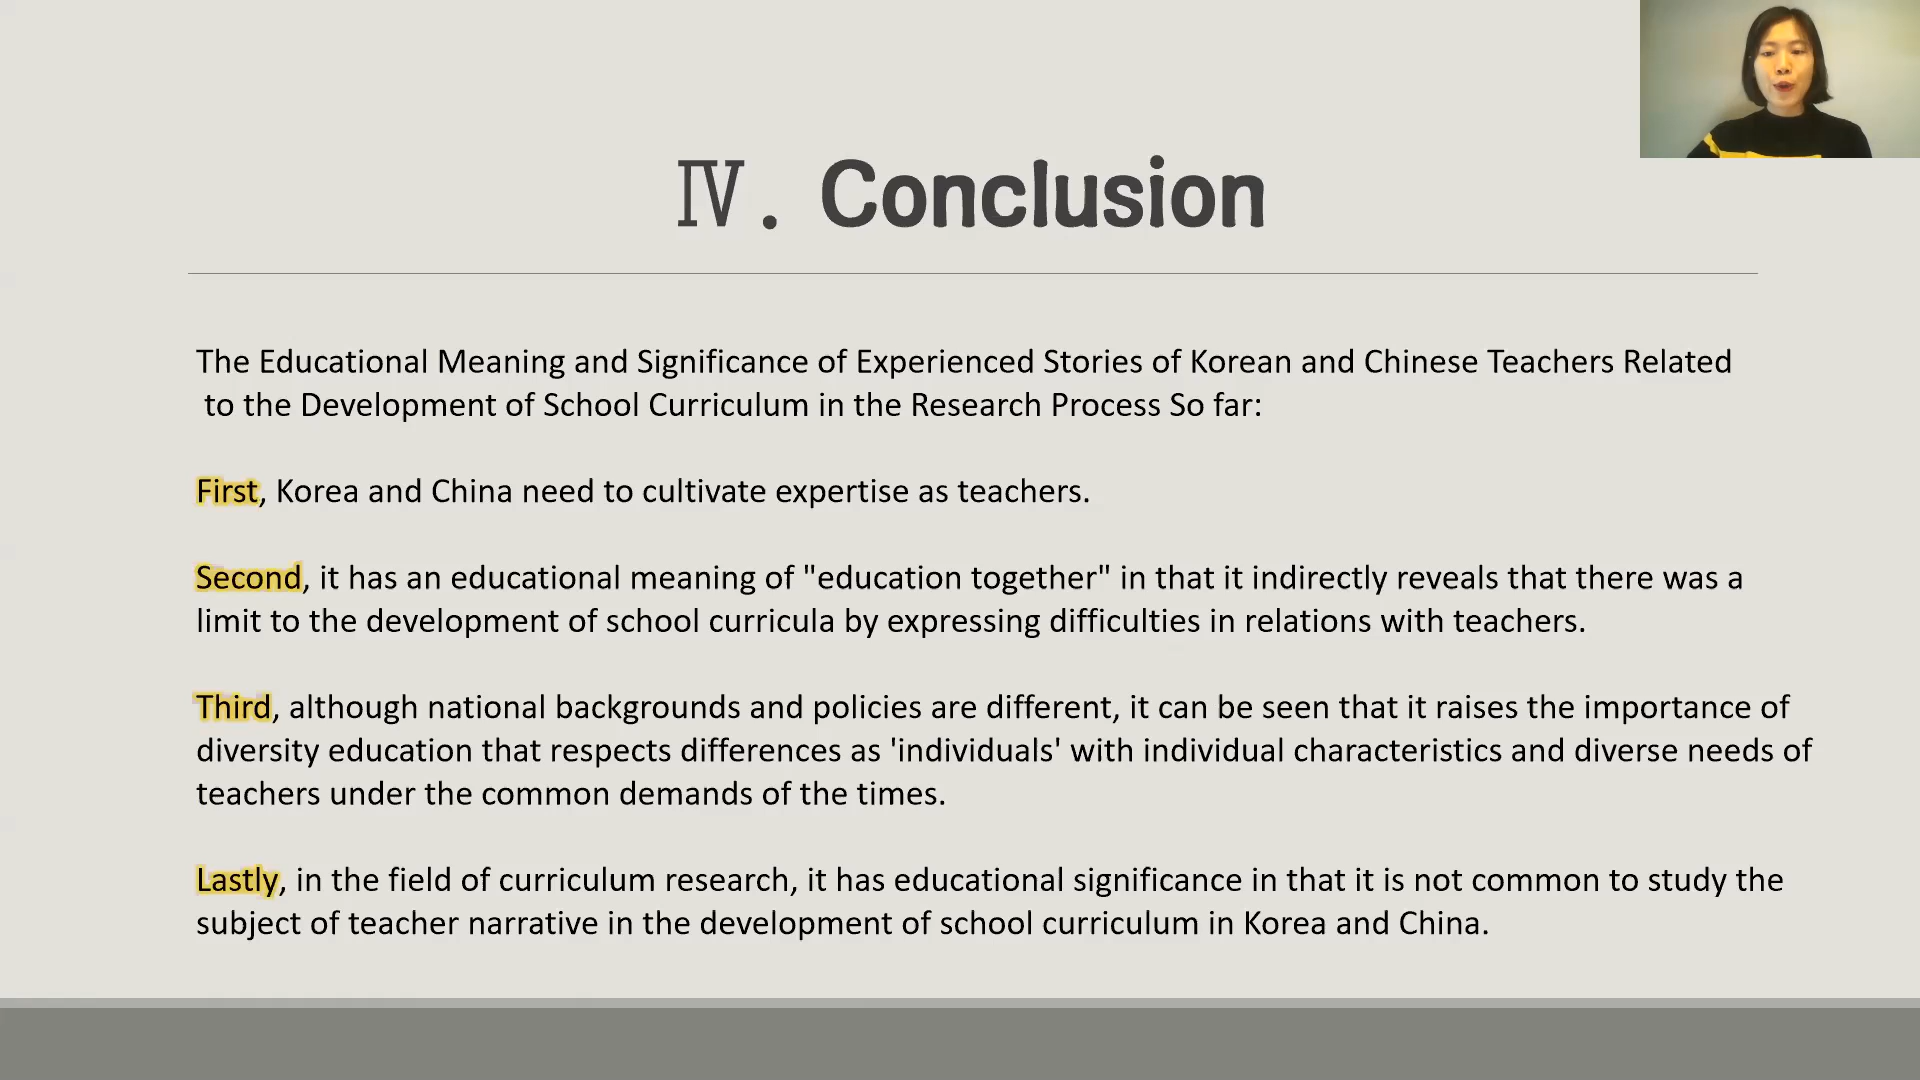 Ⅳ. Conclusion
The Educational Meaning and Significance of Experienced Stories of Korean and Chinese Teachers Related
to the Development of School Curriculum in the Research Process So far:
First, Korea and China need to cultivate expertise as teachers.
Second, it has an educational meaning of "education together" in that it indirectly reveals that there was a
limit to the development of school curricula by expressing difficulties in relations with teachers.
Third, although national backgrounds and policies are different, it can be seen that it raises the importance of
diversity education that respects differences as 'individuals' with individual characteristics and diverse needs of
teachers under the common demands of the times.
Lastly, in the field of curriculum research, it has educational significance in that it is not common to study the
subject of teacher narrative in the development of school curriculum in Korea and China.